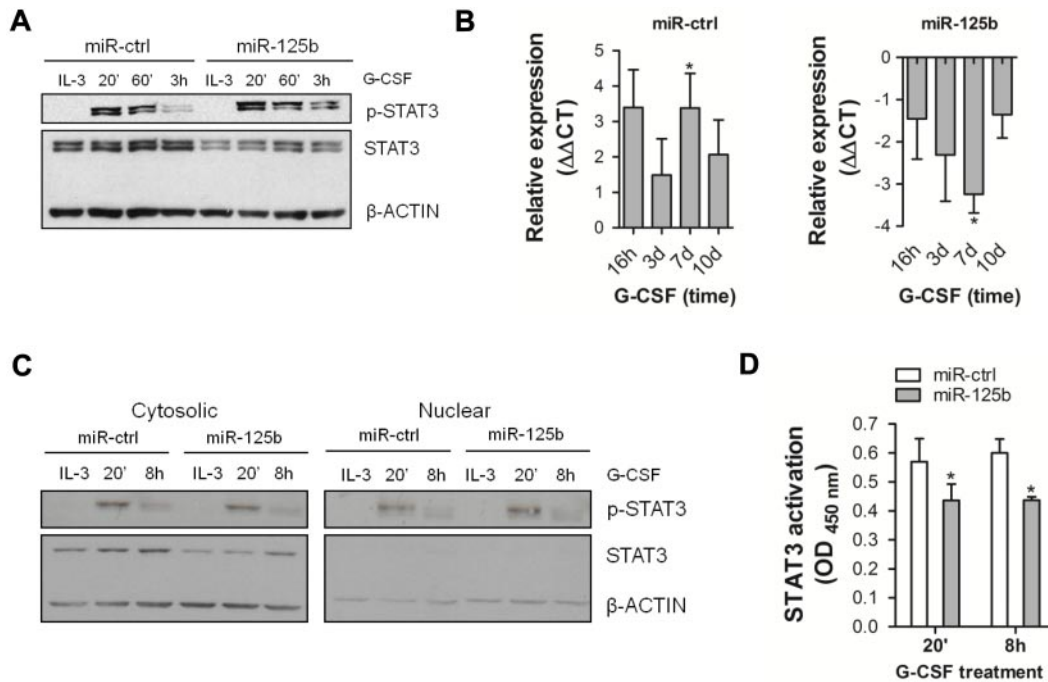 A
miR-ctrl miR-125b
IL-3 20' 60' 3h IL-3 20' 60' 3h G-CSF
p-STAT3
STAT3
β-ACTIN
B
miR-ctrl
Relative expression
(ΔΔCT)
5
4
3
2
1
0
16h 3d 7d 10d
*
G-CSF (time)
miR-125b
Relative expression
(ΔΔCT)
-1
-2
-3
-4
16h 3d 7d 10d
*
G-CSF (time)
C
Cytosolic Nuclear
miR-ctrl miR-125b miR-ctrl miR-125b
IL-3 20' 8h IL-3 20' 8h IL-3 20' 8h IL-3 20' 8h G-CSF
p-STAT3
STAT3
β-ACTIN
D
miR-ctrl
miR-125b
STAT3 activation
(OD 450 nm)
0.7
0.6
0.5
0.4
0.3
0.2
0.1
0.0
* *
20' 8h
G-CSF treatment